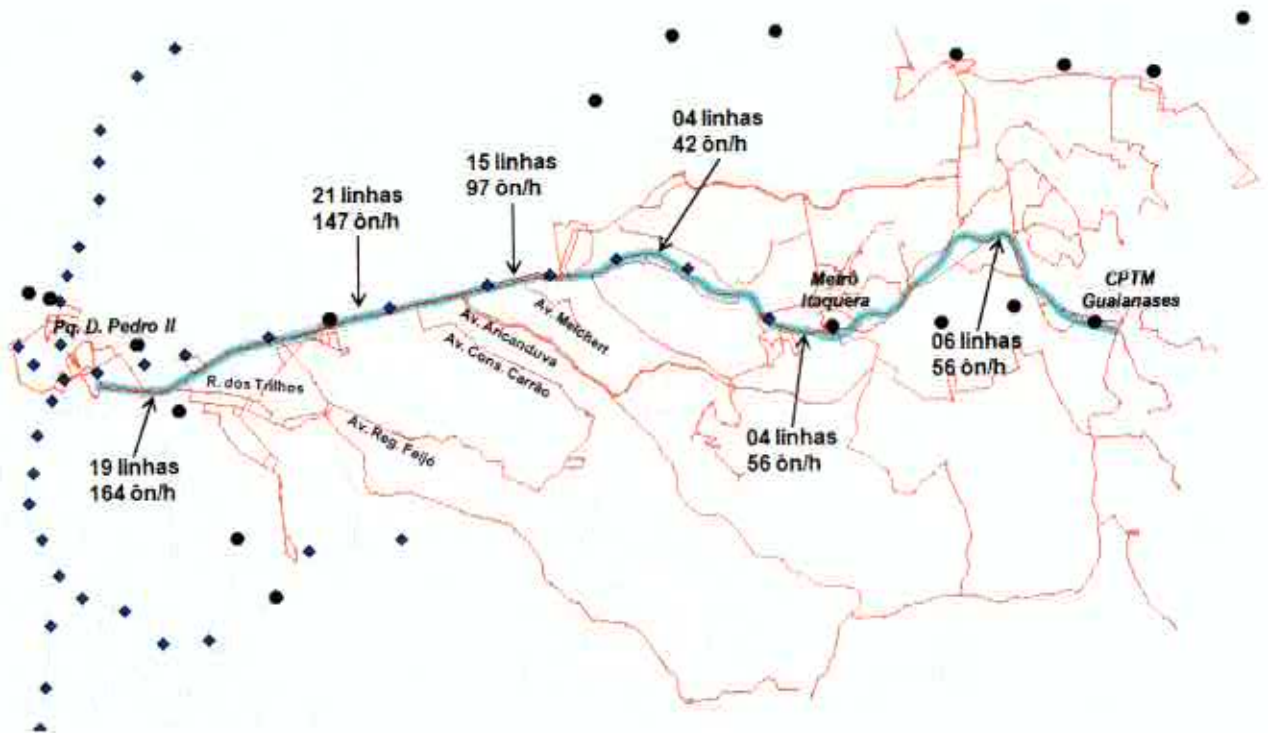 04 linhas
42 ôn/h
15 linhas
97 ôn/h
21 linhas
147 ôn/h
Metrô
Itaquera
CPTM
Guaianases
Pq. D. Pedro II
Av. Melchert
Av. Aricanduva
Av. Cons. Carrão
R. dos Trilhos
Av. Reg. Feijó
06 linhas
56 ôn/h
04 linhas
56 ôn/h
19 linhas
164 ôn/h